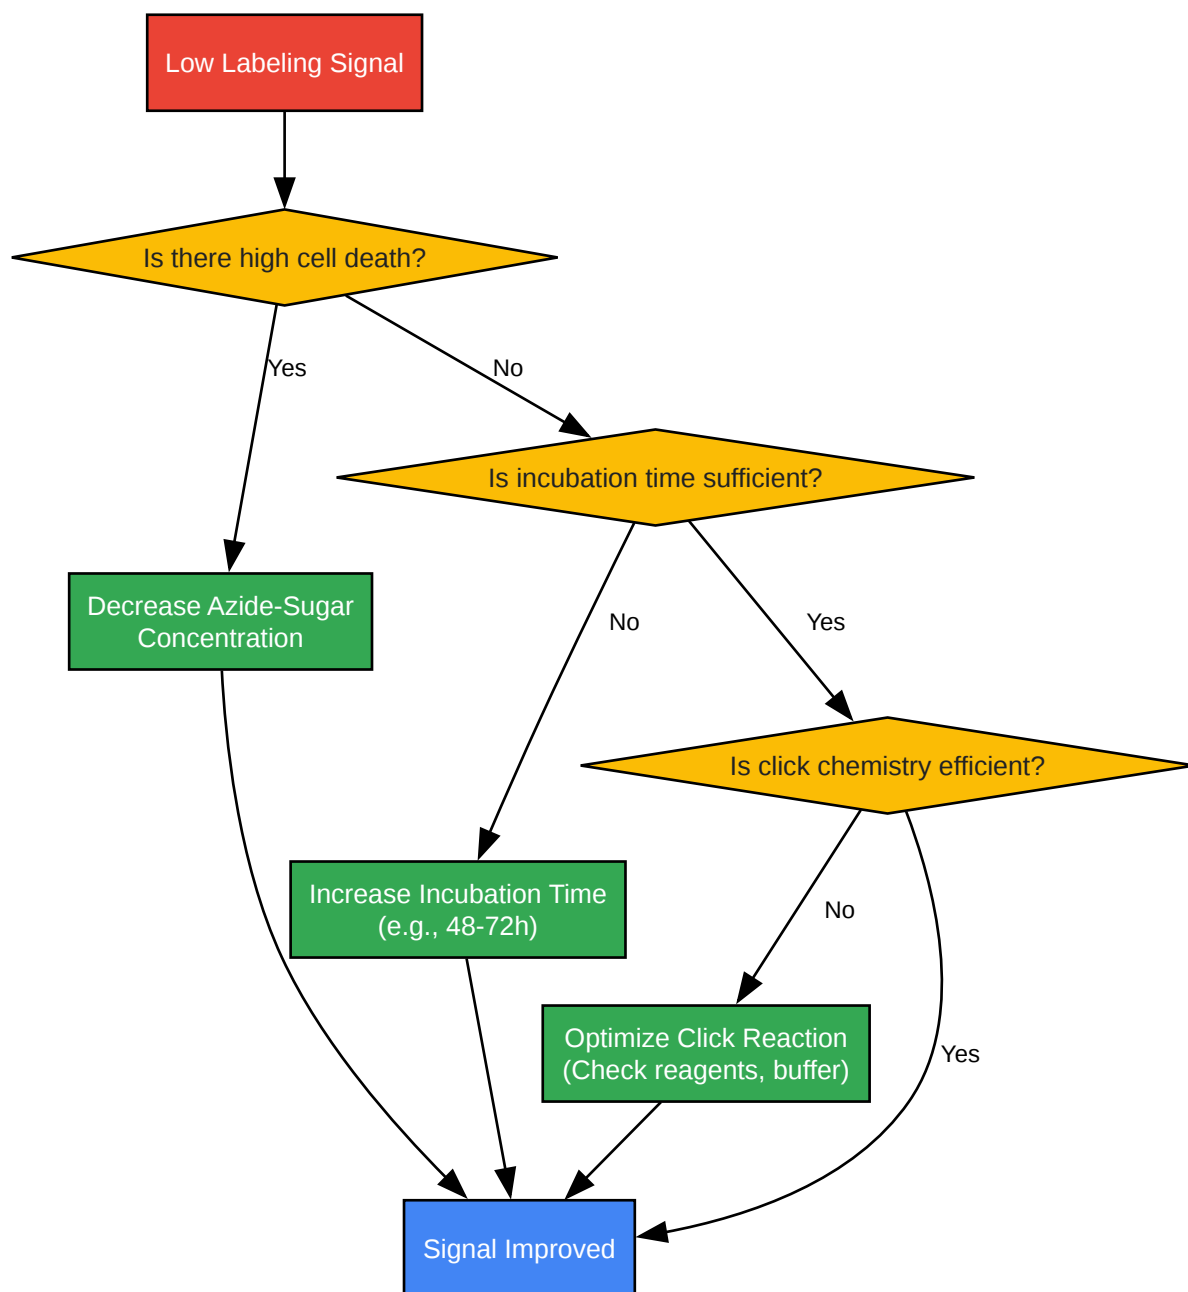 Low Labeling Signal
Is there high cell death?
Yes
No
Is incubation time sufficient?
Decrease Azide-Sugar
Concentration
No
Yes
Is click chemistry efficient?
Increase Incubation Time
(e.g., 48-72h)
No
Optimize Click Reaction
(Check reagents, buffer)
Yes
Signal Improved